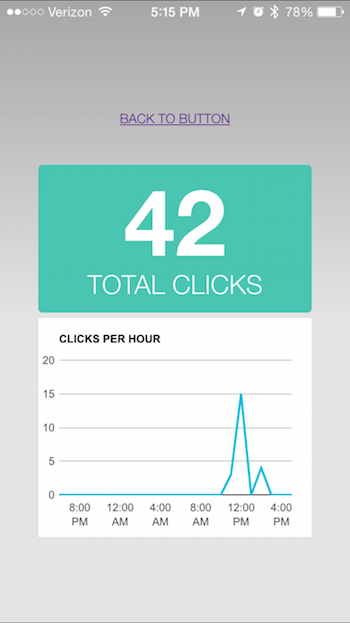 Verizon 5:15 PM 78%
BACK TO BUTTON
42
TOTAL CLICKS
CLICKS PER HOUR
20
15
10
5
0
8:00 12:00 4:00 8:00 12:00 4:00
PM AM AM AM PM PM